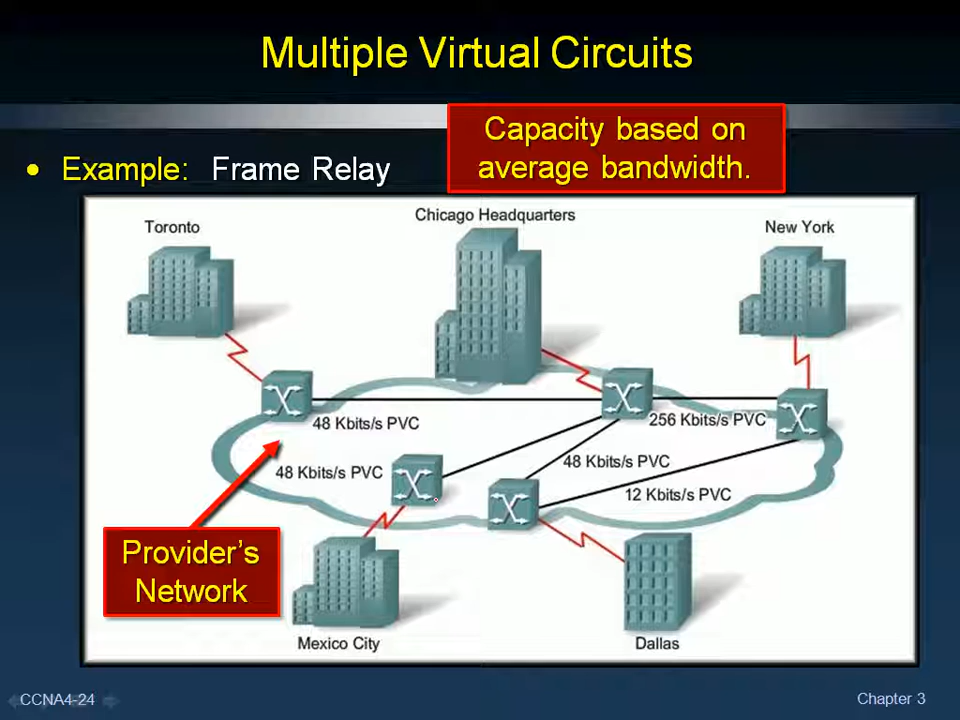 Multiple Virtual Circuits
Capacity based on
average bandwidth.
• Example: Frame Relay
Chicago Headquarters
Toronto
New York
48 Kbits/s PVC
256 Kbits/s PVC
48 Kbits/s PVC
48 Kbits/s PVC
12 Kbits/s PVC
Provider's
Network
Mexico City
Dallas
CCNA4-24
Chapter 3